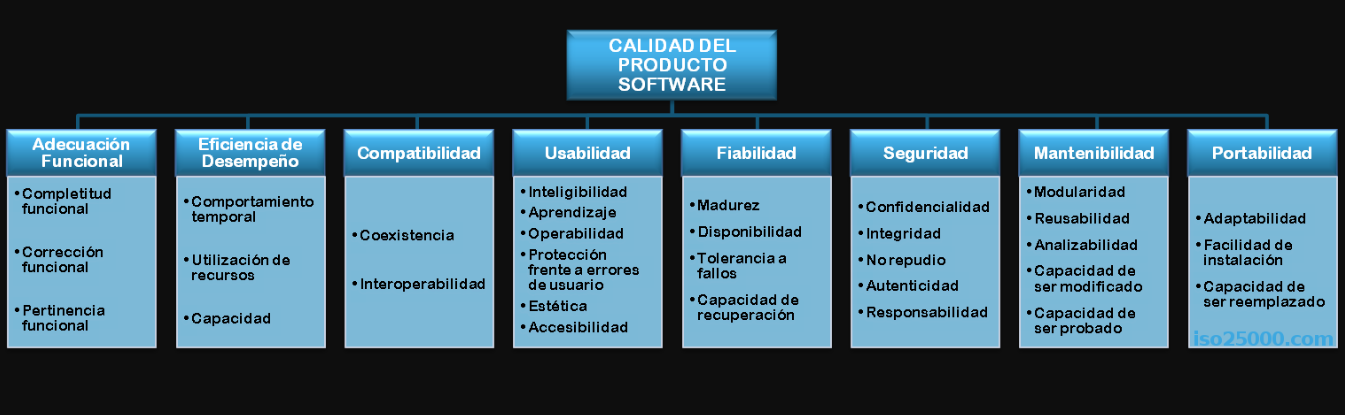 CALIDAD DEL
PRODUCTO
SOFTWARE
Adecuación
Funcional
• Completitud
funcional
• Corrección
funcional
• Pertinencia
funcional
Eficiencia de
Desempeño
• Comportamiento
temporal
• Utilización de
recursos
• Capacidad
Compatibilidad
• Coexistencia
• Interoperabilidad
Usabilidad
• Inteligibilidad
• Aprendizaje
• Operabilidad
• Protección
frente a errores
de usuario
• Estética
• Accesibilidad
Fiabilidad
• Madurez
• Disponibilidad
• Tolerancia a
fallos
• Capacidad de
recuperación
Seguridad
• Confidencialidad
• Integridad
• No repudio
• Autenticidad
• Responsabilidad
Mantenibilidad
• Modularidad
• Reusabilidad
• Analizabilidad
• Capacidad de
ser modificado
• Capacidad de
ser probado
Portabilidad
• Adaptabilidad
• Facilidad de
instalación
• Capacidad de
ser reemplazado
iso25000.com